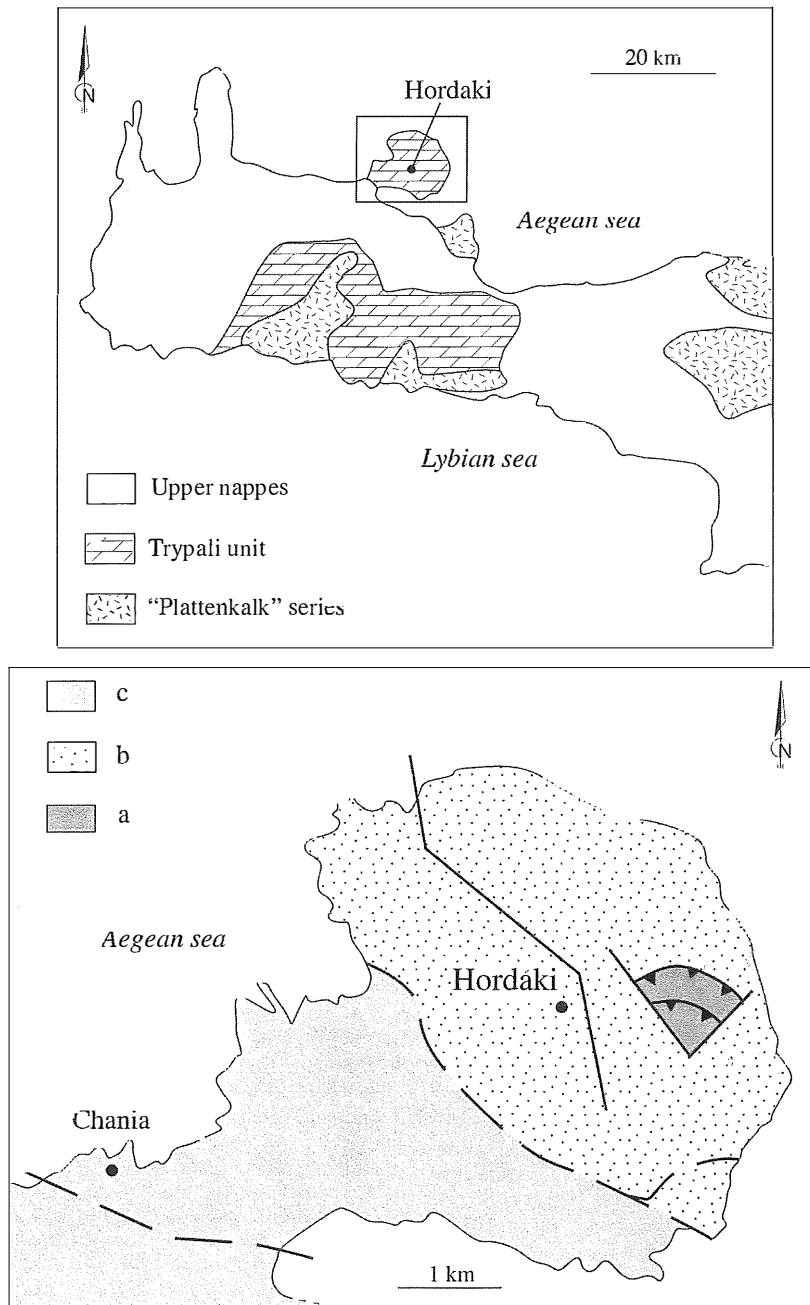 20 km
N
Hordaki
Aegean sea
Lybian sea
Upper nappes
Trypali unit
“Plattenkalk” series
c
b
a
N
Aegean sea
Hordaki
Chania
1 km